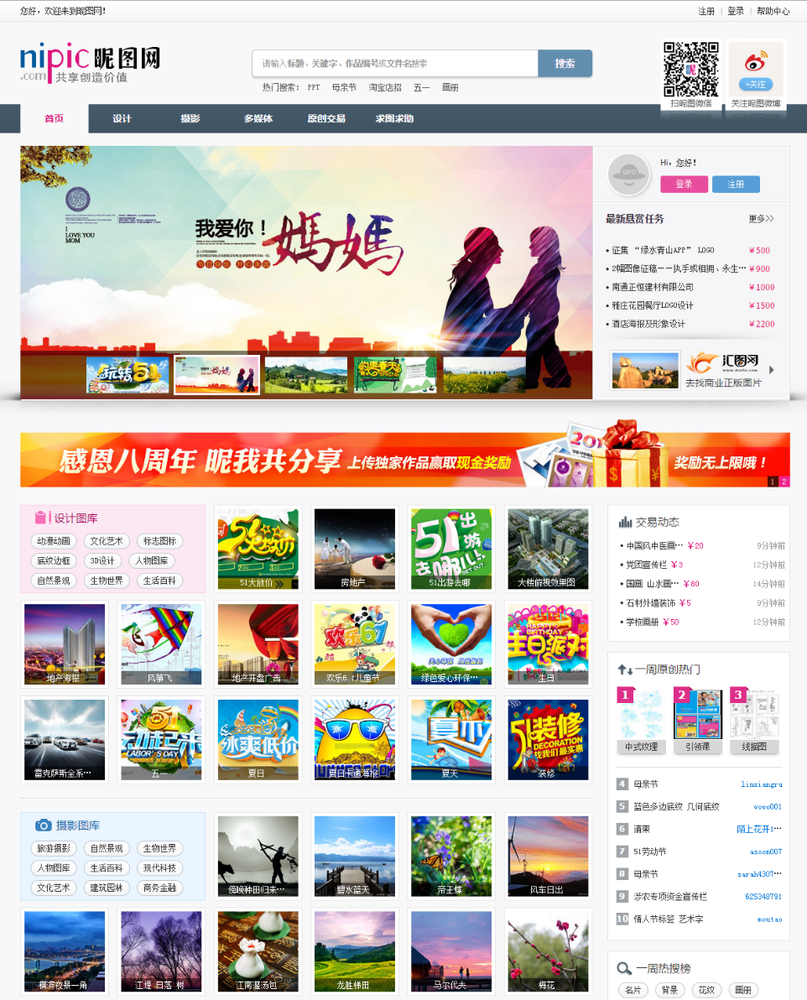 您好，欢迎来到昵图网!
注册 | 登录 | 帮助中心
nipic 昵图网
.com 共享创造价值
请输入标题、关键字、作品编号或文件名搜索
搜索
热门搜索: PPT 母亲节 淘宝店招 五一 画册
扫昵图微信
+关注
关注昵图微博
首页 设计 摄影 多媒体 原创交易 求图求助
I
LOVE YOU
MOM
我爱你！媽媽
节日快乐 开心永远
玩转51
Hi，您好！
登录 注册
最新悬赏任务 更多>>
• 征集 “绿水青山APP” LOGO ￥500
• 2幅图像征稿——执手或相拥、永生… ￥900
• 南通正恒建材有限公司 ￥1000
• 雅庄花园餐厅LOGO设计 ￥1500
• 酒店海报及形象设计 ￥2200
汇图网
去找商业正版图片
感恩八周年 昵我共分享 上传独家作品赢取现金奖励
奖励无上限哦！
1 2
设计图库
动漫动画 文化艺术 标志图标
底纹边框 3D设计 人物图库
自然景观 生物世界 生活百科
51大放价
房地产
51出游去哪
大楼俯视效果图
地产海报
风筝飞
地产开盘广告
欢乐6.1儿童节
绿色爱心环保…
生日
雷克萨斯全系…
五一
夏日
夏日卡通海报
夏天
装修
交易动态
• 中国风中医画… ￥20 9分钟前
• 党团宣传栏 ￥3 12分钟前
• 国画 山水画… ￥80 14分钟前
• 石材外墙装饰 ￥5 9分钟前
• 学校画册 ￥50 12分钟前
一周原创热门
1 2 3
中式纹理 引领课 线描图
4 母亲节 linxiangru
5 蓝色多边底纹 几何底纹 vovo001
6 请柬 陌上花开1…
7 51劳动节 asoon007
8 母亲节 sarah4307…
9 涉农专项资金宣传栏 625348791
10 情人节标签 艺术字 moutao
摄影图库
旅游摄影 自然景观 生物世界
人物图库 生活百科 现代科技
文化艺术 建筑园林 商务金融
傍晚种田归来…
碧水蓝天
帝王蝶
风车日出
横滨夜景一角
江堤 日落 树
江南灌汤包
龙胜梯田
马尔代夫
梅花
一周热搜榜
名片 背景 花纹 画册